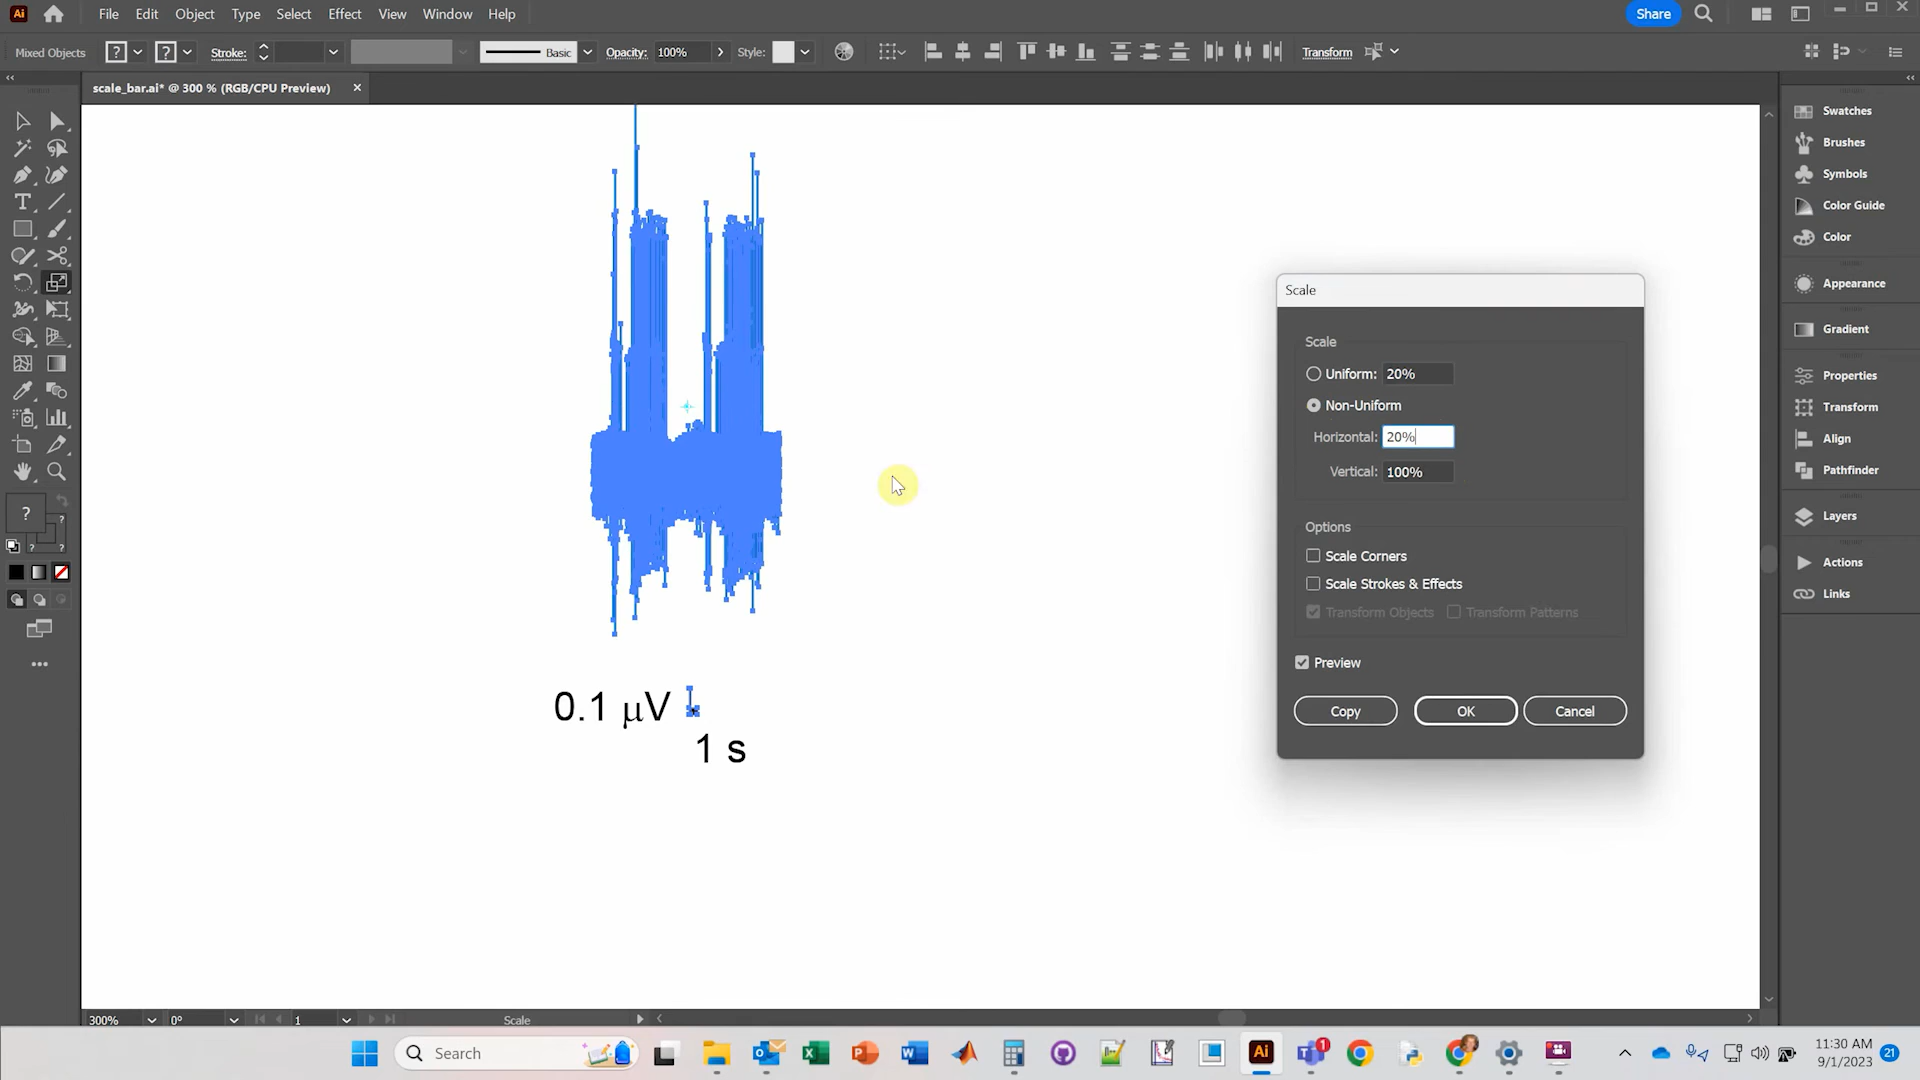 Ai File Edit Object Type Select Effect View Window Help Share
Mixed Objects ? ? Stroke: Basic Opacity: 100% Style: Transform
scale_bar.ai* @ 300 % (RGB/CPU Preview)
Swatches
Brushes
Symbols
Color Guide
Color
Appearance
Gradient
Properties
Transform
Align
Pathfinder
Layers
Actions
Links
T
?
?
?
?
Scale
Scale
Uniform: 20%
Non-Uniform
Horizontal: 20%
Vertical: 100%
Options
Scale Corners
Scale Strokes & Effects
Transform Objects Transform Patterns
Preview
Copy OK Cancel
0.1 μV
1 s
300% 0° 1 Scale
Search
Ai
1
11:30 AM
9/1/2023
21